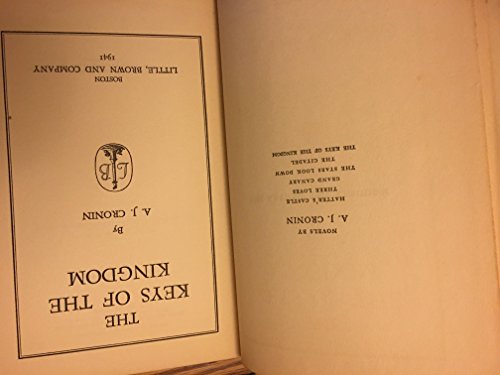 NOVELS BY
A. J. CRONIN
HATTER'S CASTLE
THREE LOVES
GRAND CANARY
THE STARS LOOK DOWN
THE CITADEL
THE KEYS OF THE KINGDOM
THE
KEYS OF THE
KINGDOM
By
A. J. CRONIN
LB
BOSTON
LITTLE, BROWN AND COMPANY
1941